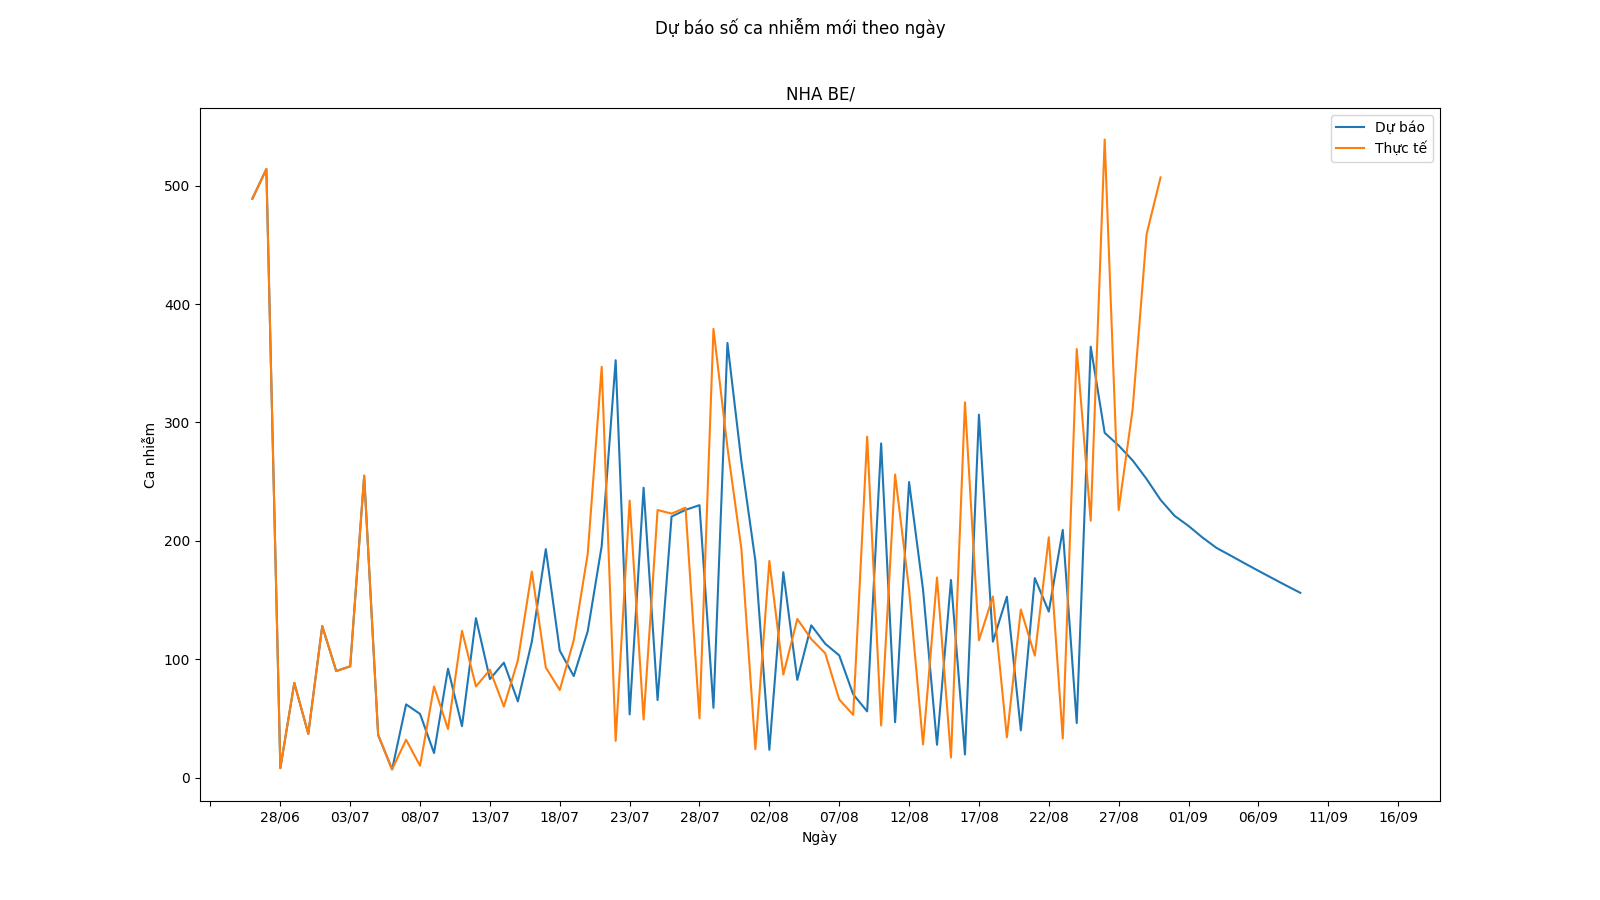 Dự báo số ca nhiễm mới theo ngày
NHA BE/
Dự báo
Thực tế
500
400
300
200
100
0
Ca nhiễm
28/06 03/07 08/07 13/07 18/07 23/07 28/07 02/08 07/08 12/08 17/08 22/08 27/08 01/09 06/09 11/09 16/09
Ngày